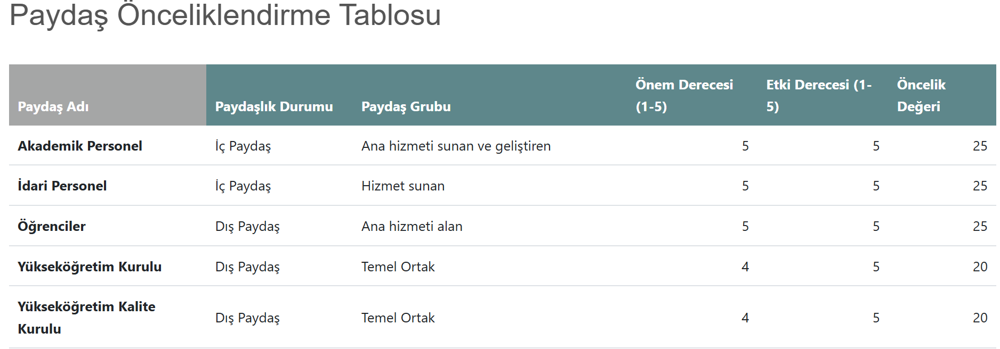 Paydaş Önceliklendirme Tablosu
Paydaş Adı Paydaşlık Durumu Paydaş Grubu Önem Derecesi (1-5) Etki Derecesi (1-5) Öncelik Değeri
Akademik Personel İç Paydaş Ana hizmeti sunan ve geliştiren 5 5 25
İdari Personel İç Paydaş Hizmet sunan 5 5 25
Öğrenciler Dış Paydaş Ana hizmeti alan 5 5 25
Yükseköğretim Kurulu Dış Paydaş Temel Ortak 4 5 20
Yükseköğretim Kalite Kurulu Dış Paydaş Temel Ortak 4 5 20